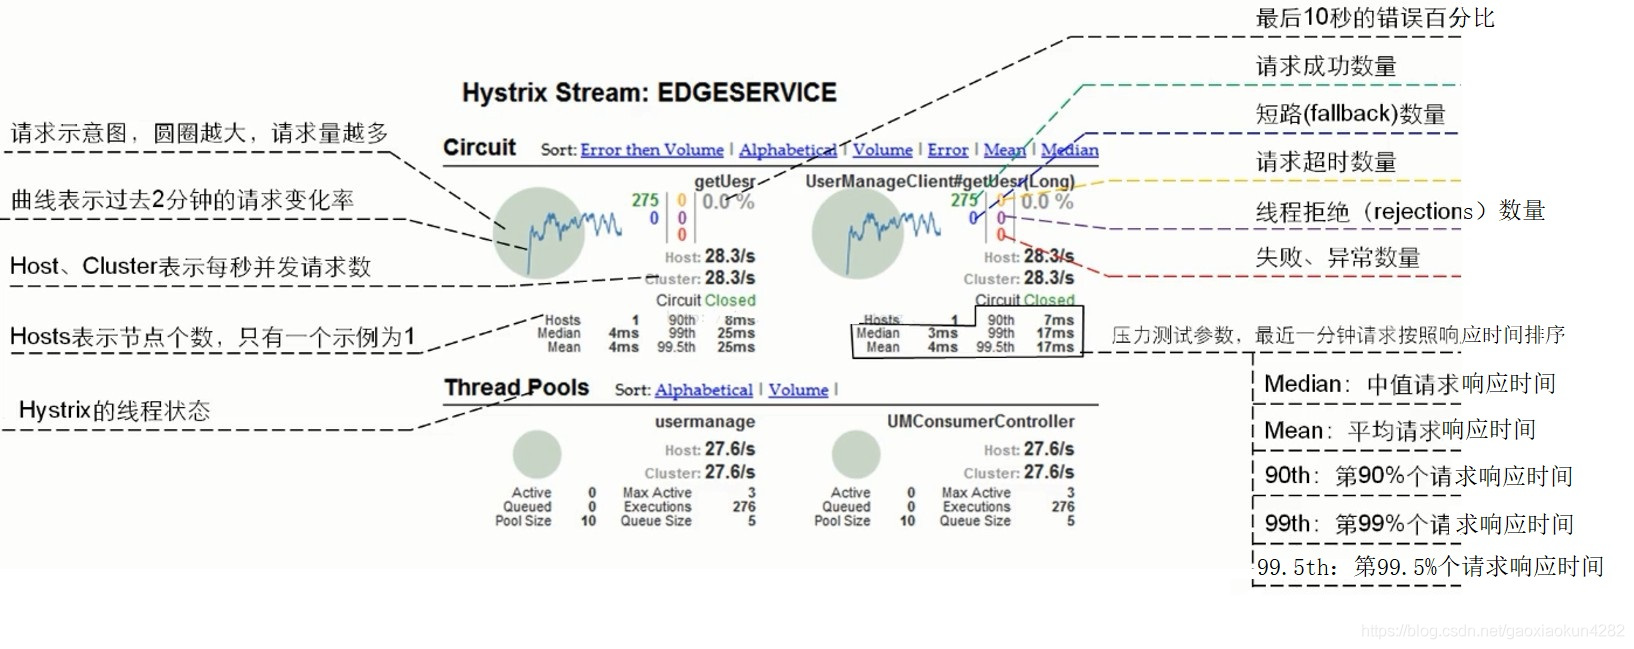 最后10秒的错误百分比
请求成功数量
短路(fallback)数量
请求超时数量
线程拒绝（rejections）数量
失败、异常数量
Hystrix Stream: EDGESERVICE
请求示意图，圆圈越大，请求量越多
曲线表示过去2分钟的请求变化率
Host、Cluster表示每秒并发请求数
Hosts表示节点个数，只有一个示例为1
Hystrix的线程状态
Circuit Sort: Error then Volume | Alphabetical | Volume | Error | Mean | Median
getUesr
275 0 0.0 %
0 0
0
Host: 28.3/s
Cluster: 28.3/s
Circuit Closed
Hosts 1 90th 8ms
Median 4ms 99th 25ms
Mean 4ms 99.5th 25ms
UserManageClient#getUesr(Long)
275 0 0.0 %
0 0
0
Host: 28.3/s
Cluster: 28.3/s
Circuit Closed
Hosts 1 90th 7ms
Median 3ms 99th 17ms
Mean 4ms 99.5th 17ms
压力测试参数，最近一分钟请求按照响应时间排序
Median：中值请求响应时间
Mean：平均请求响应时间
90th：第90%个请求响应时间
99th：第99%个请求响应时间
99.5th：第99.5%个请求响应时间
Thread Pools Sort: Alphabetical | Volume |
usermanage
Host: 27.6/s
Cluster: 27.6/s
Active 0 Max Active 3
Queued 0 Executions 276
Pool Size 10 Queue Size 5
UMConsumerController
Host: 27.6/s
Cluster: 27.6/s
Active 0 Max Active 3
Queued 0 Executions 276
Pool Size 10 Queue Size 5
https://blog.csdn.net/gaoxiaokun4282